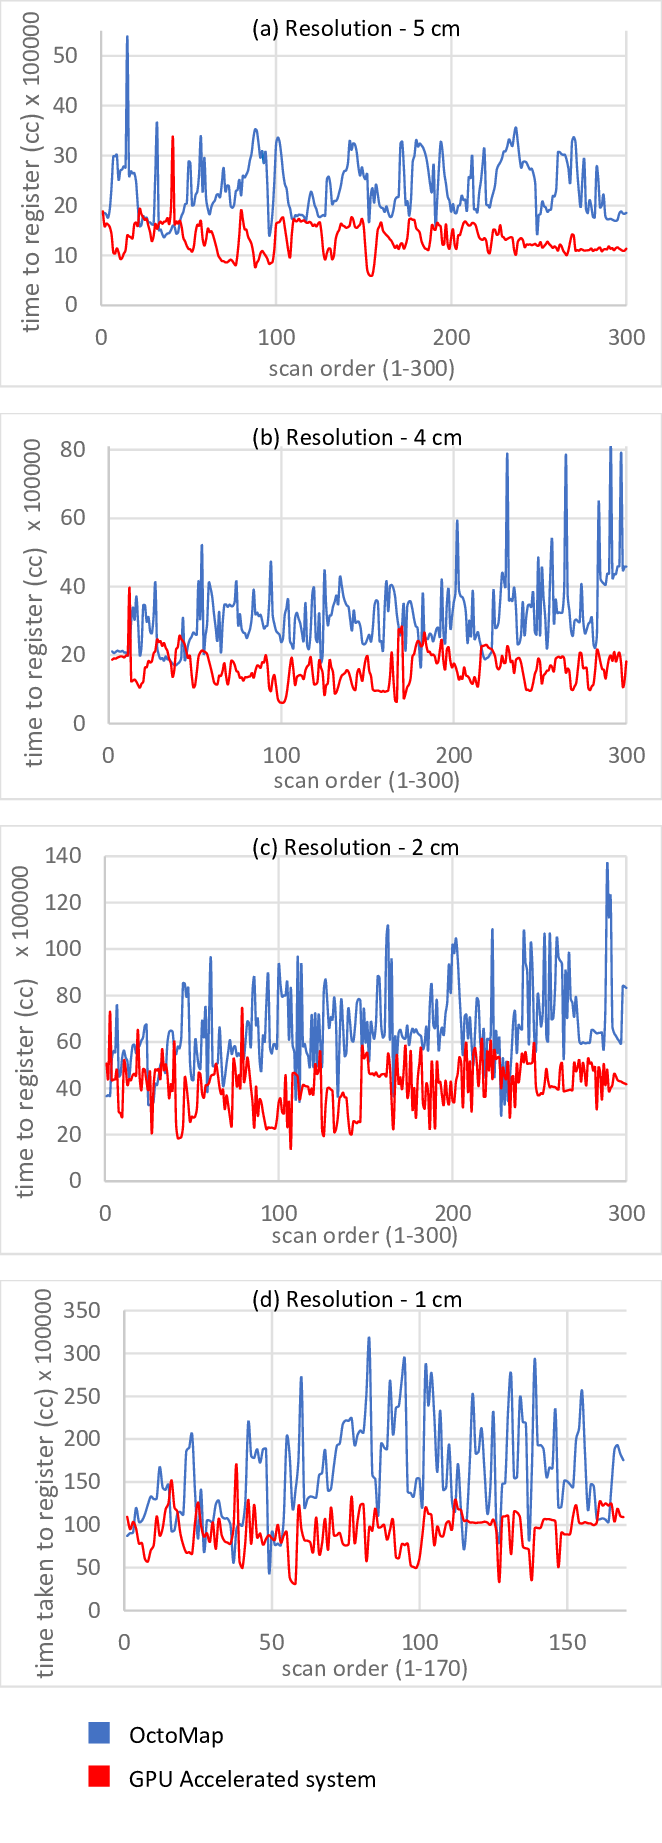 (a) Resolution - 5 cm
time to register (cc) x 100000
50
40
30
20
10
0
0 100 200 300
scan order (1-300)
(b) Resolution - 4 cm
time to register (cc) x 100000
80
60
40
20
0
0 100 200 300
scan order (1-300)
(c) Resolution - 2 cm
time to register (cc) x 100000
140
120
100
80
60
40
20
0
0 100 200 300
scan order (1-300)
(d) Resolution - 1 cm
time taken to register (cc) x 100000
350
300
250
200
150
100
50
0
0 50 100 150
scan order (1-170)
OctoMap
GPU Accelerated system